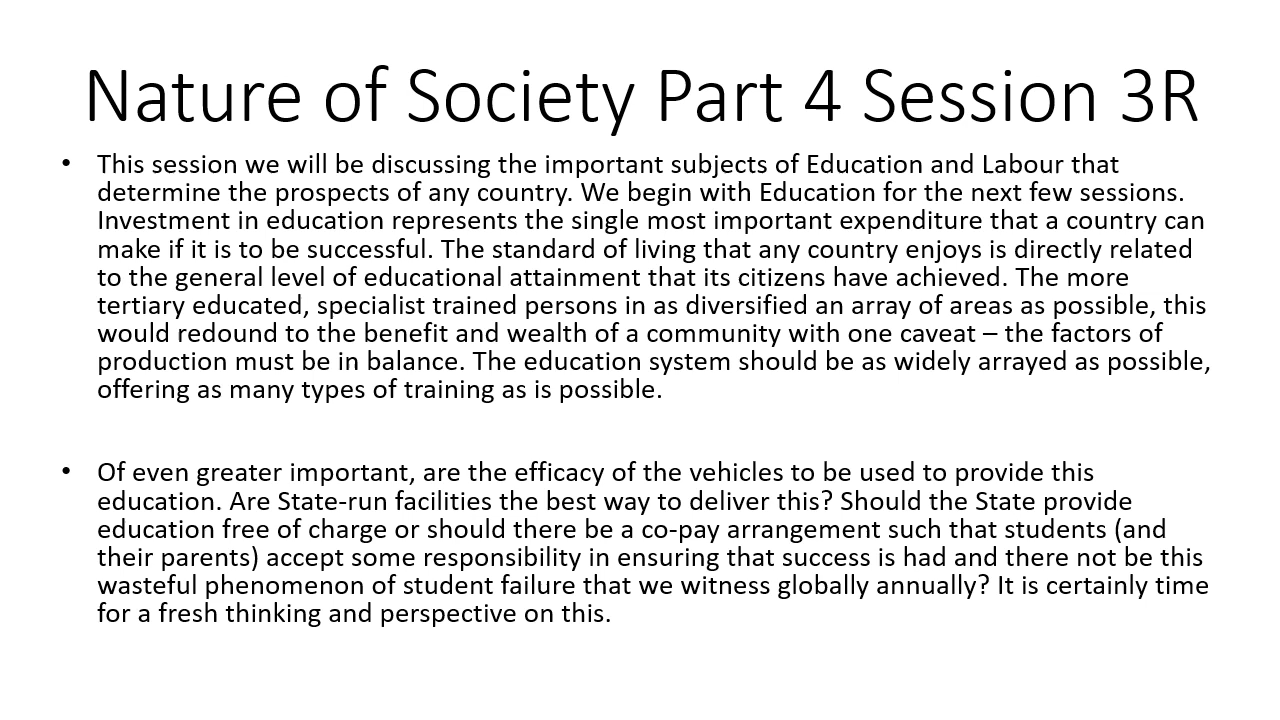 Nature of Society Part 4 Session 3R
• This session we will be discussing the important subjects of Education and Labour that
determine the prospects of any country. We begin with Education for the next few sessions.
Investment in education represents the single most important expenditure that a country can
make if it is to be successful. The standard of living that any country enjoys is directly related
to the general level of educational attainment that its citizens have achieved. The more
tertiary educated, specialist trained persons in as diversified an array of areas as possible, this
would redound to the benefit and wealth of a community with one caveat – the factors of
production must be in balance. The education system should be as widely arrayed as possible,
offering as many types of training as is possible.
• Of even greater important, are the efficacy of the vehicles to be used to provide this
education. Are State-run facilities the best way to deliver this? Should the State provide
education free of charge or should there be a co-pay arrangement such that students (and
their parents) accept some responsibility in ensuring that success is had and there not be this
wasteful phenomenon of student failure that we witness globally annually? It is certainly time
for a fresh thinking and perspective on this.